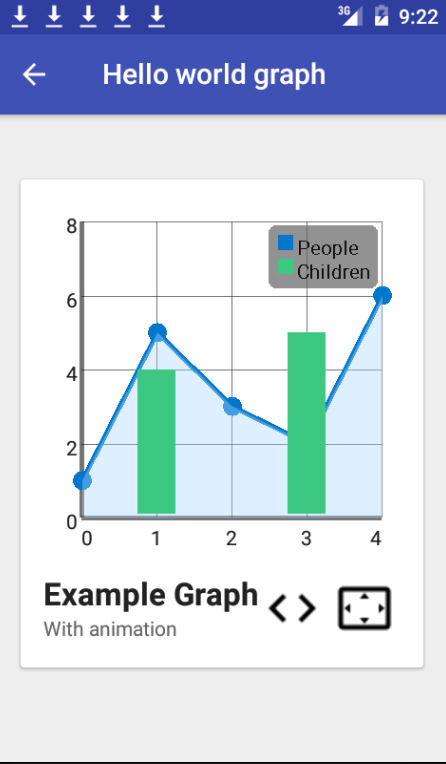 3G 9:22
Hello world graph
8
People
Children
6
4
2
0
0 1 2 3 4
Example Graph
With animation